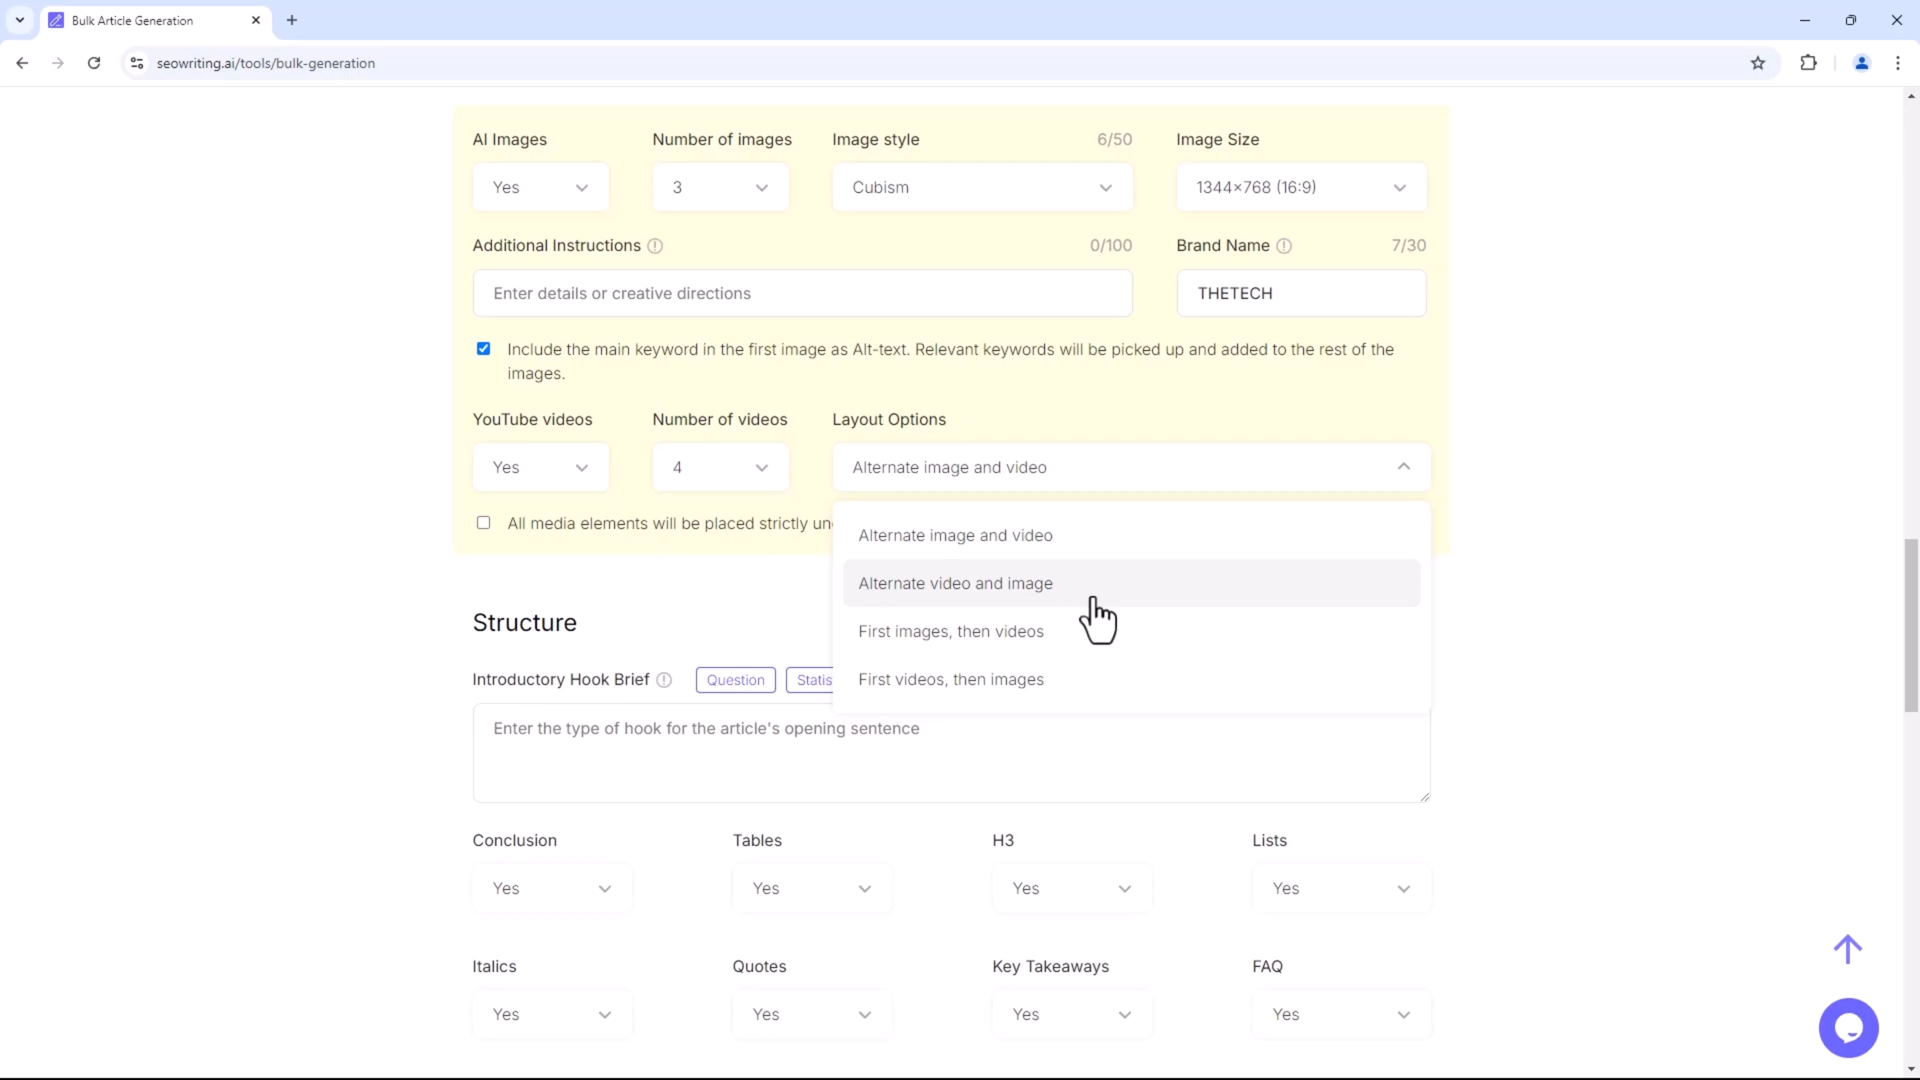 Bulk Article Generation
seowriting.ai/tools/bulk-generation
AI Images
Number of images
Image style
6/50
Image Size
Yes
3
Cubism
1344×768 (16:9)
Additional Instructions
0/100
Brand Name
7/30
Enter details or creative directions
THETECH
Include the main keyword in the first image as Alt-text. Relevant keywords will be picked up and added to the rest of the
images.
YouTube videos
Number of videos
Layout Options
Yes
4
Alternate image and video
All media elements will be placed strictly
Alternate image and video
Alternate video and image
First images, then videos
First videos, then images
Structure
Introductory Hook Brief
Question
Statis
Enter the type of hook for the article's opening sentence
Conclusion
Tables
H3
Lists
Yes
Yes
Yes
Yes
Italics
Quotes
Key Takeaways
FAQ
Yes
Yes
Yes
Yes